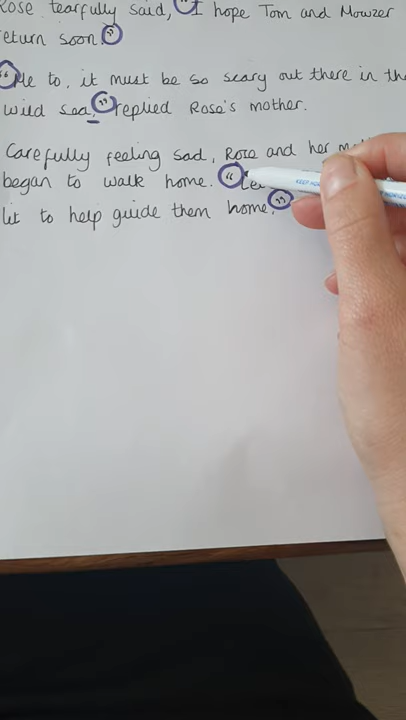 Rose tearfully said, "I hope Tom and Mowzer
return soon."
"Me to, it must be so scary out there in the
wild sea," replied Rose's mother.
Carefully feeling sad, Rose and her
began to walk home. "
lit to help guide them home."